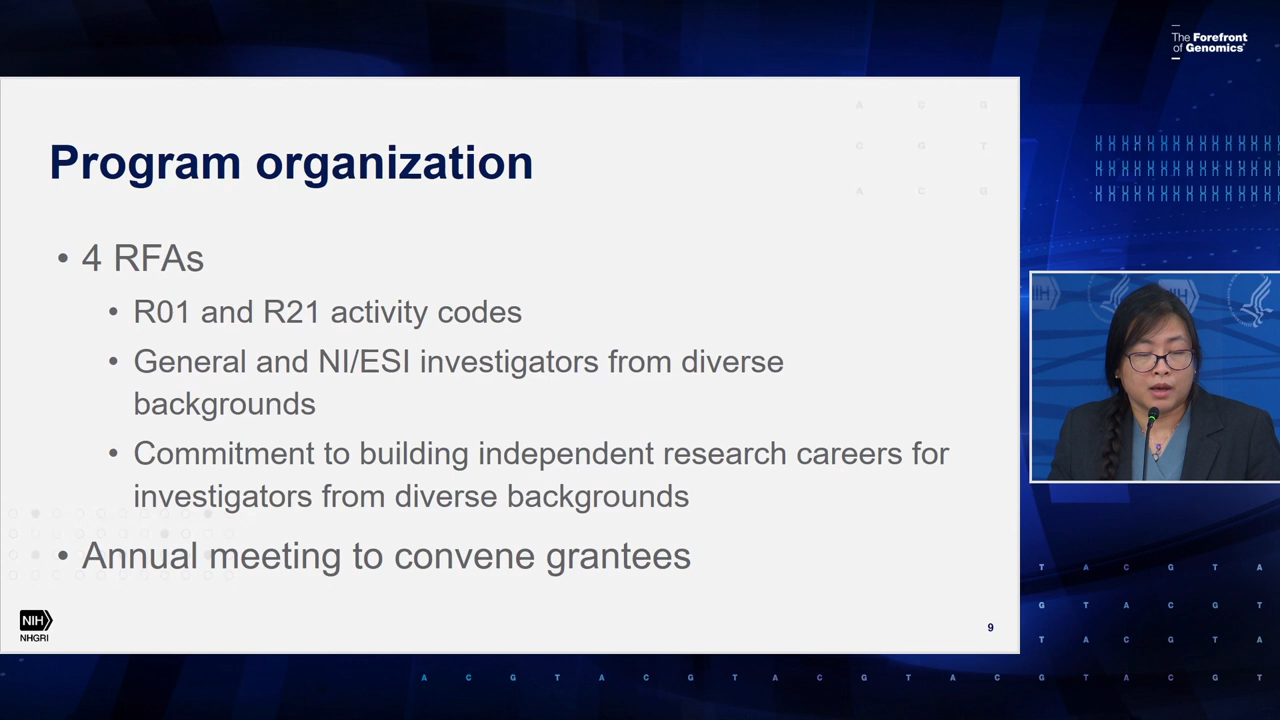 The Forefront
of Genomics®
A C G
C G T
A C G
Program organization
• 4 RFAs
• R01 and R21 activity codes
• General and NI/ESI investigators from diverse
backgrounds
• Commitment to building independent research careers for
investigators from diverse backgrounds
• Annual meeting to convene grantees
NIH
NHGRI
9
NIH
NIH
T A C G T A
G T A C G T
T A C G T A
A C G T A C G T A C G T A C G T A C G T